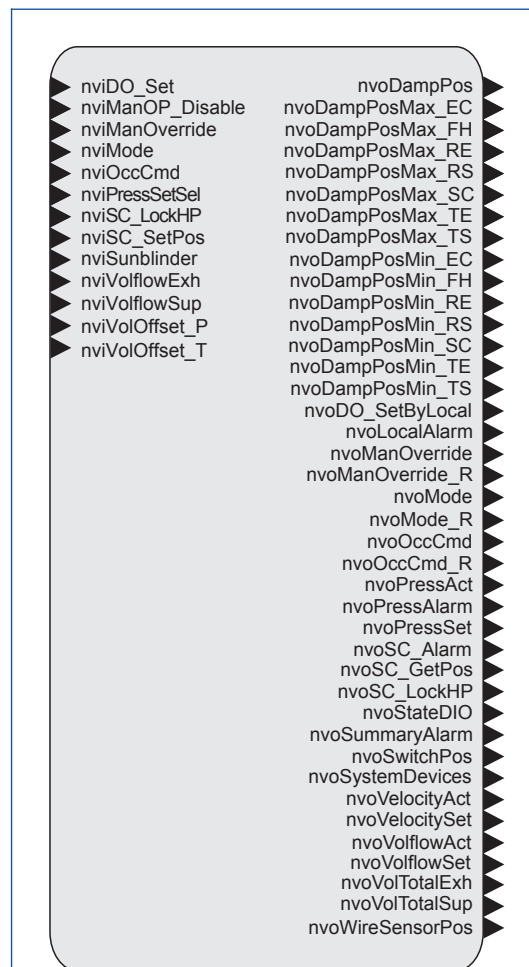 nviDO_Set
nviManOP_Disable
nviManOverride
nviMode
nviOccCmd
nviPressSetSel
nviSC_LockHP
nviSC_SetPos
nviSunblinder
nviVolflowExh
nviVolflowSup
nviVolOffset_P
nviVolOffset_T
nvoDampPos
nvoDampPosMax_EC
nvoDampPosMax_FH
nvoDampPosMax_RE
nvoDampPosMax_RS
nvoDampPosMax_SC
nvoDampPosMax_TE
nvoDampPosMax_TS
nvoDampPosMin_EC
nvoDampPosMin_FH
nvoDampPosMin_RE
nvoDampPosMin_RS
nvoDampPosMin_SC
nvoDampPosMin_TE
nvoDampPosMin_TS
nvoDO_SetByLocal
nvoLocalAlarm
nvoManOverride
nvoManOverride_R
nvoMode
nvoMode_R
nvoOccCmd
nvoOccCmd_R
nvoPressAct
nvoPressAlarm
nvoPressSet
nvoSC_Alarm
nvoSC_GetPos
nvoSC_LockHP
nvoStateDIO
nvoSummaryAlarm
nvoSwitchPos
nvoSystemDevices
nvoVelocityAct
nvoVelocitySet
nvoVolflowAct
nvoVolflowSet
nvoVolTotalExh
nvoVolTotalSup
nvoWireSensorPos